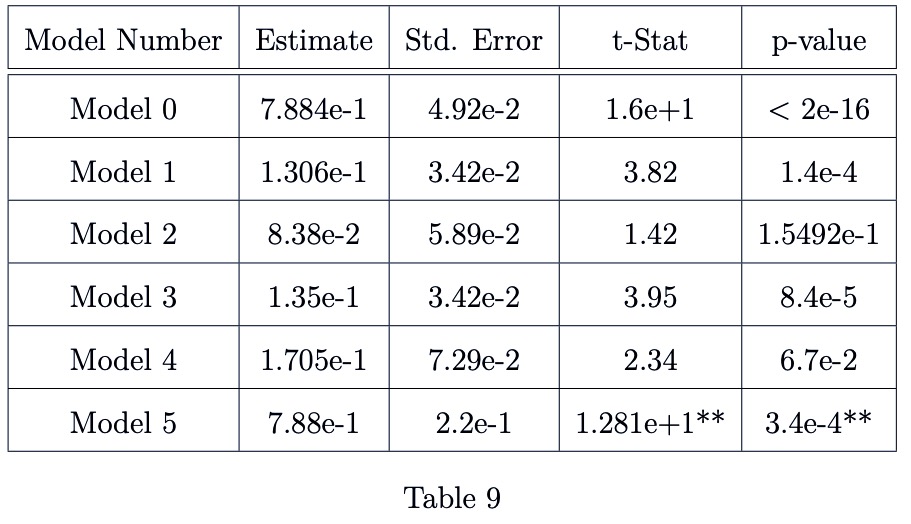 Model Number Estimate Std. Error t-Stat p-value
Model 0 7.884e-1 4.92e-2 1.6e+1 < 2e-16
Model 1 1.306e-1 3.42e-2 3.82 1.4e-4
Model 2 8.38e-2 5.89e-2 1.42 1.5492e-1
Model 3 1.35e-1 3.42e-2 3.95 8.4e-5
Model 4 1.705e-1 7.29e-2 2.34 6.7e-2
Model 5 7.88e-1 2.2e-1 1.281e+1** 3.4e-4**
Table 9